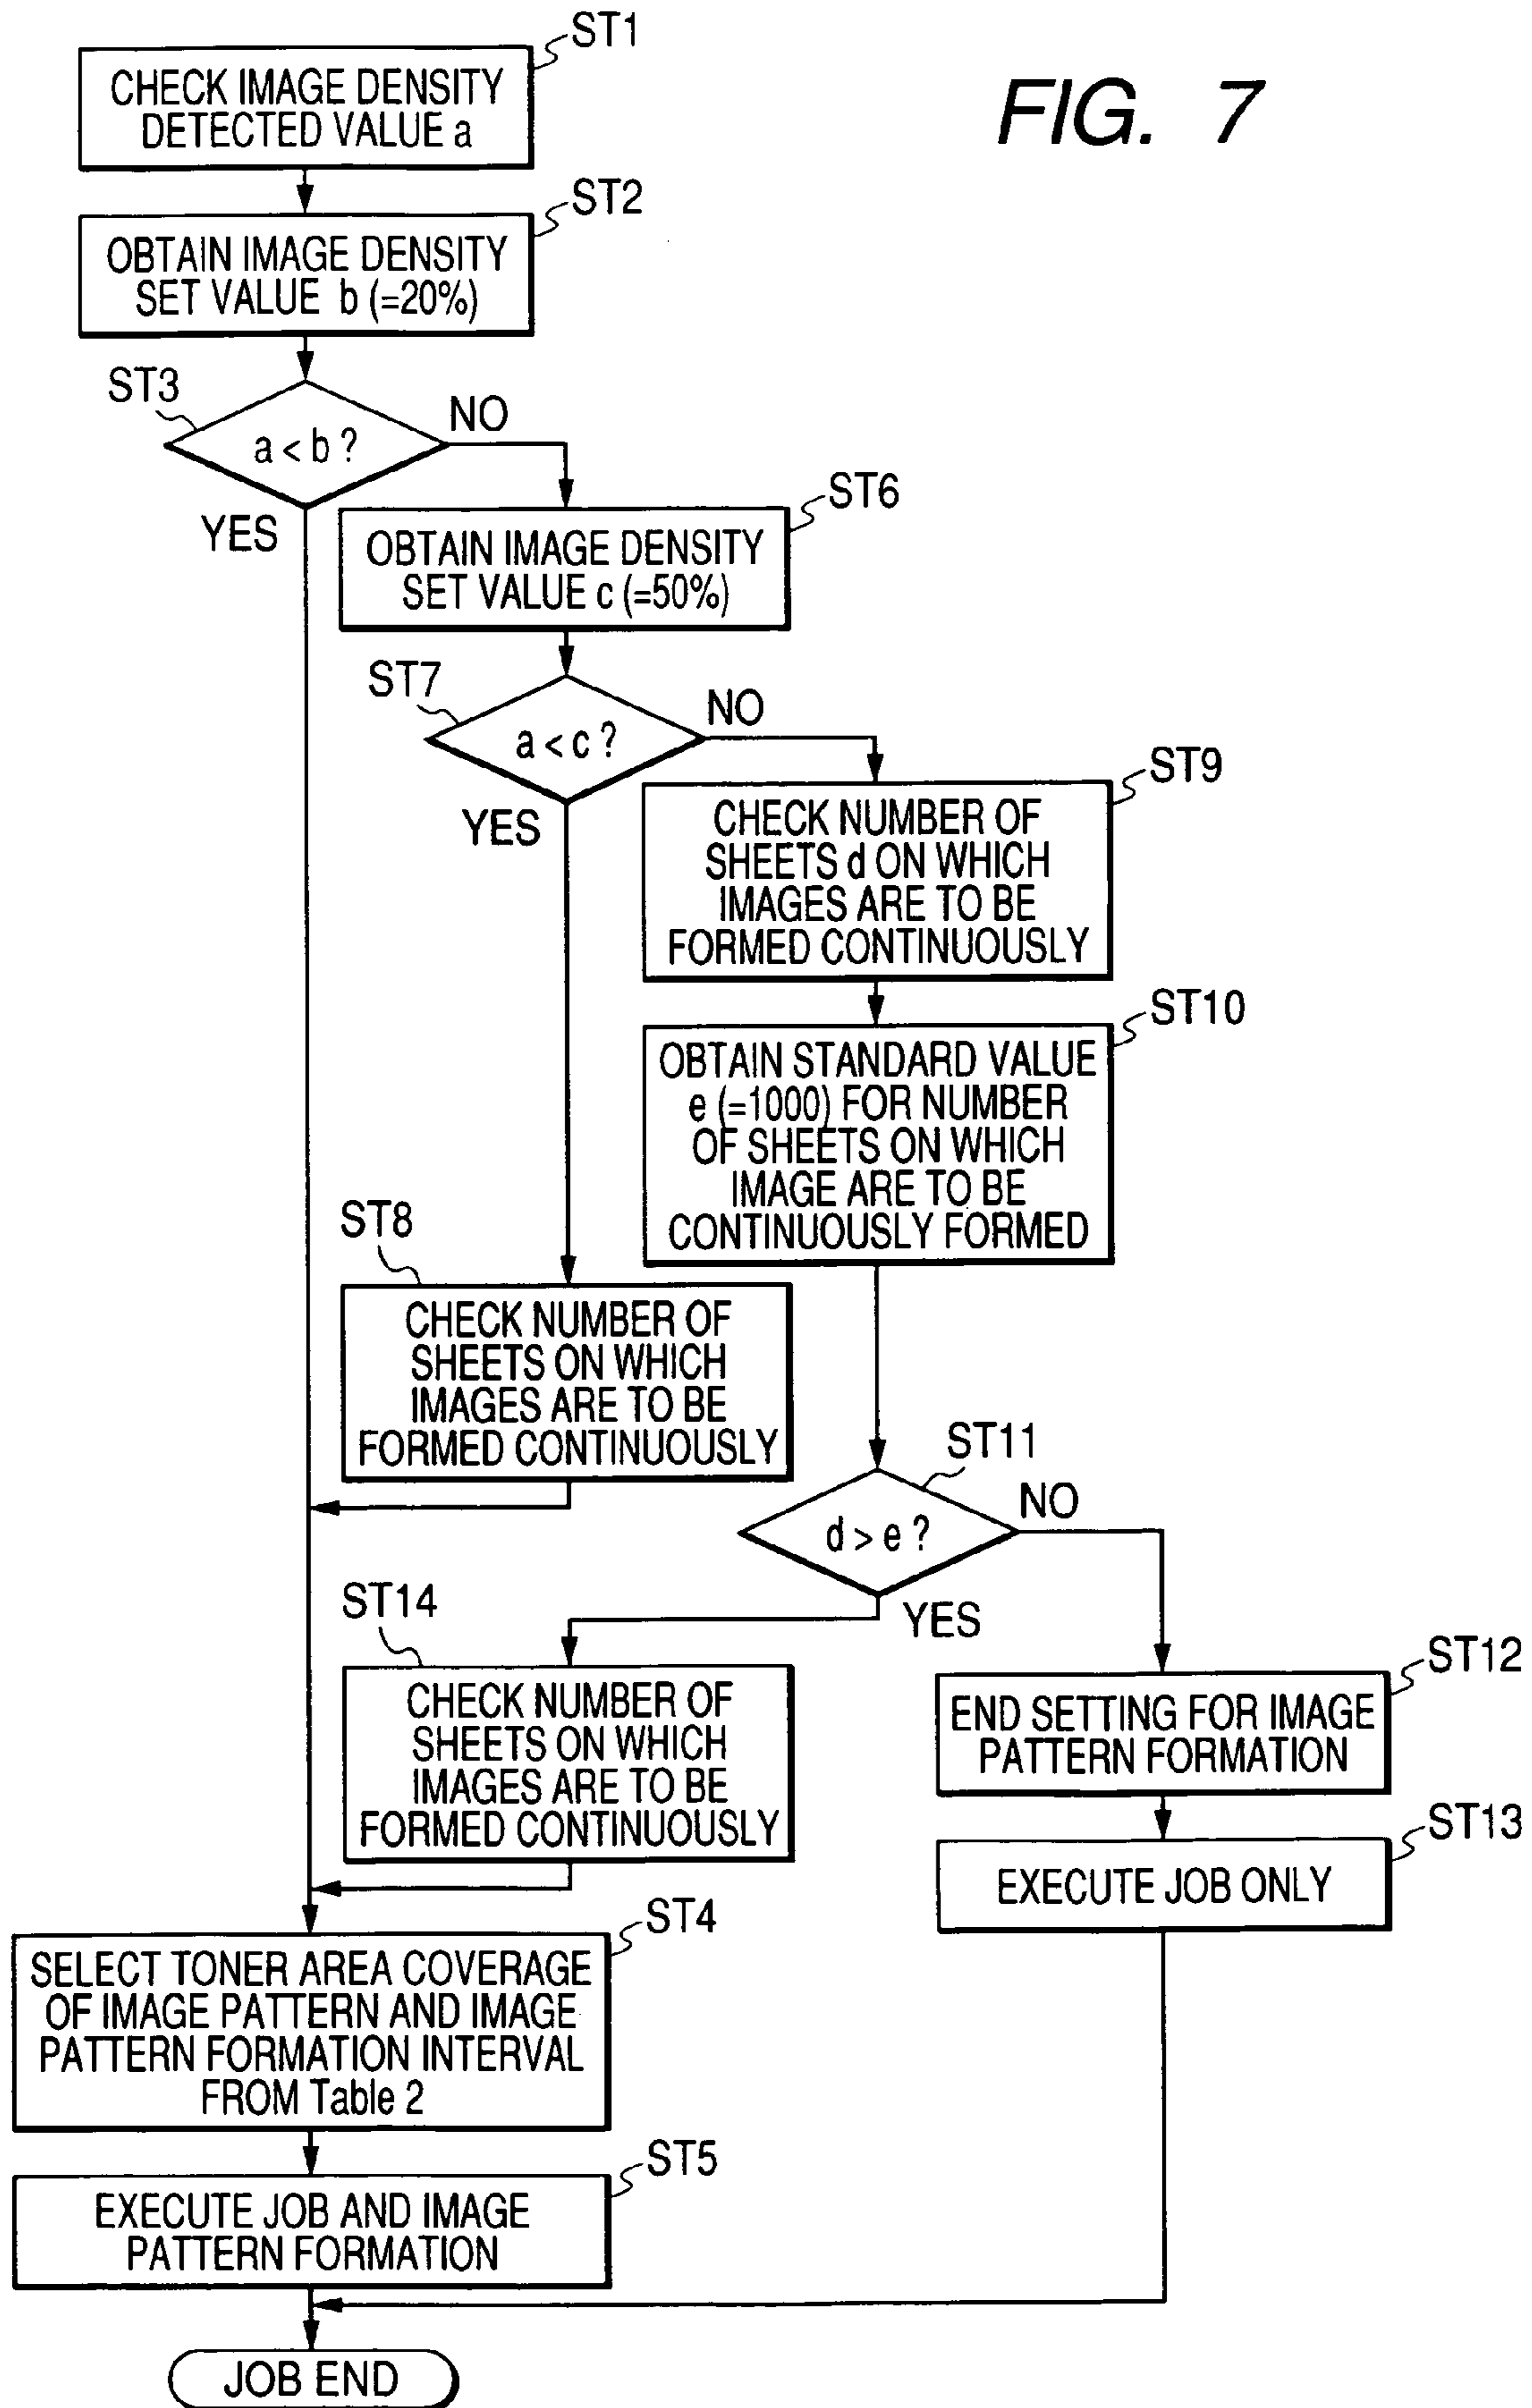 FIG. 7
ST1
CHECK IMAGE DENSITY
DETECTED VALUE a
ST2
OBTAIN IMAGE DENSITY
SET VALUE b (=20%)
ST3
a < b ?
NO
YES
ST6
OBTAIN IMAGE DENSITY
SET VALUE c (=50%)
ST7
a < c ?
NO
YES
ST9
CHECK NUMBER OF
SHEETS d ON WHICH
IMAGES ARE TO BE
FORMED CONTINUOUSLY
ST10
OBTAIN STANDARD VALUE
e (=1000) FOR NUMBER
OF SHEETS ON WHICH
IMAGE ARE TO BE
CONTINUOUSLY FORMED
ST8
CHECK NUMBER OF
SHEETS ON WHICH
IMAGES ARE TO BE
FORMED CONTINUOUSLY
ST11
d > e ?
NO
YES
ST14
CHECK NUMBER OF
SHEETS ON WHICH
IMAGES ARE TO BE
FORMED CONTINUOUSLY
ST12
END SETTING FOR IMAGE
PATTERN FORMATION
ST13
EXECUTE JOB ONLY
ST4
SELECT TONER AREA COVERAGE
OF IMAGE PATTERN AND IMAGE
PATTERN FORMATION INTERVAL
FROM Table 2
ST5
EXECUTE JOB AND IMAGE
PATTERN FORMATION
JOB END